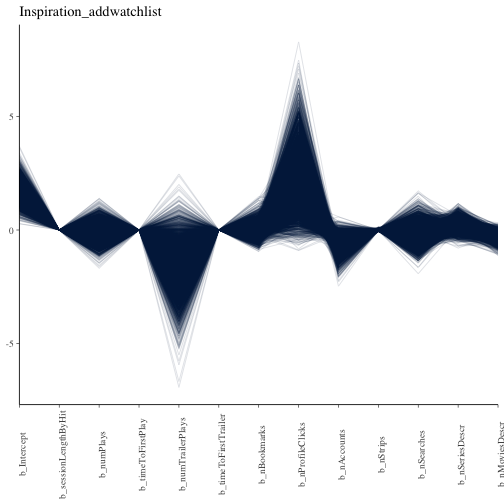 Inspiration_addwatchlist
5
0
-5
b_Intercept
b_sessionLengthByHit
b_numPlays
b_timeToFirstPlay
b_numTrailerPlays
b_timeToFirstTrailer
b_nBookmarks
b_nProfileClicks
b_nAccounts
b_nStrips
b_nSearches
b_nSeriesDescr
b_nMoviesDescr